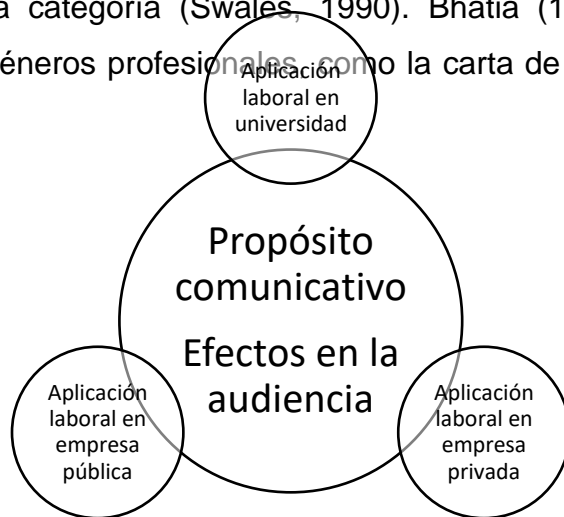 a categoría (Swales, 1990). Bhatia
éneros profesionales, como la carta de
Aplicación
laboral en
universidad
Propósito
comunicativo
Efectos en la
audiencia
Aplicación
laboral en
empresa
pública
Aplicación
laboral en
empresa
privada